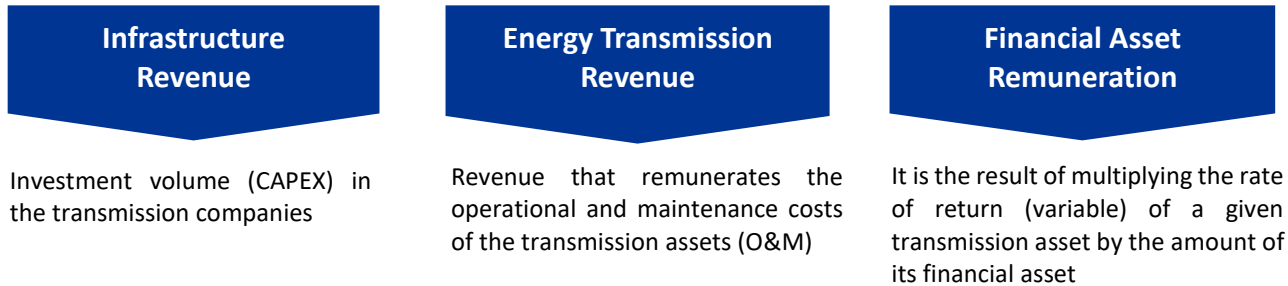 Infrastructure
Revenue
Investment volume (CAPEX) in
the transmission companies
Energy Transmission
Revenue
Revenue that remunerates the
operational and maintenance costs
of the transmission assets (O&M)
Financial Asset
Remuneration
It is the result of multiplying the rate
of return (variable) of a given
transmission asset by the amount of
its financial asset